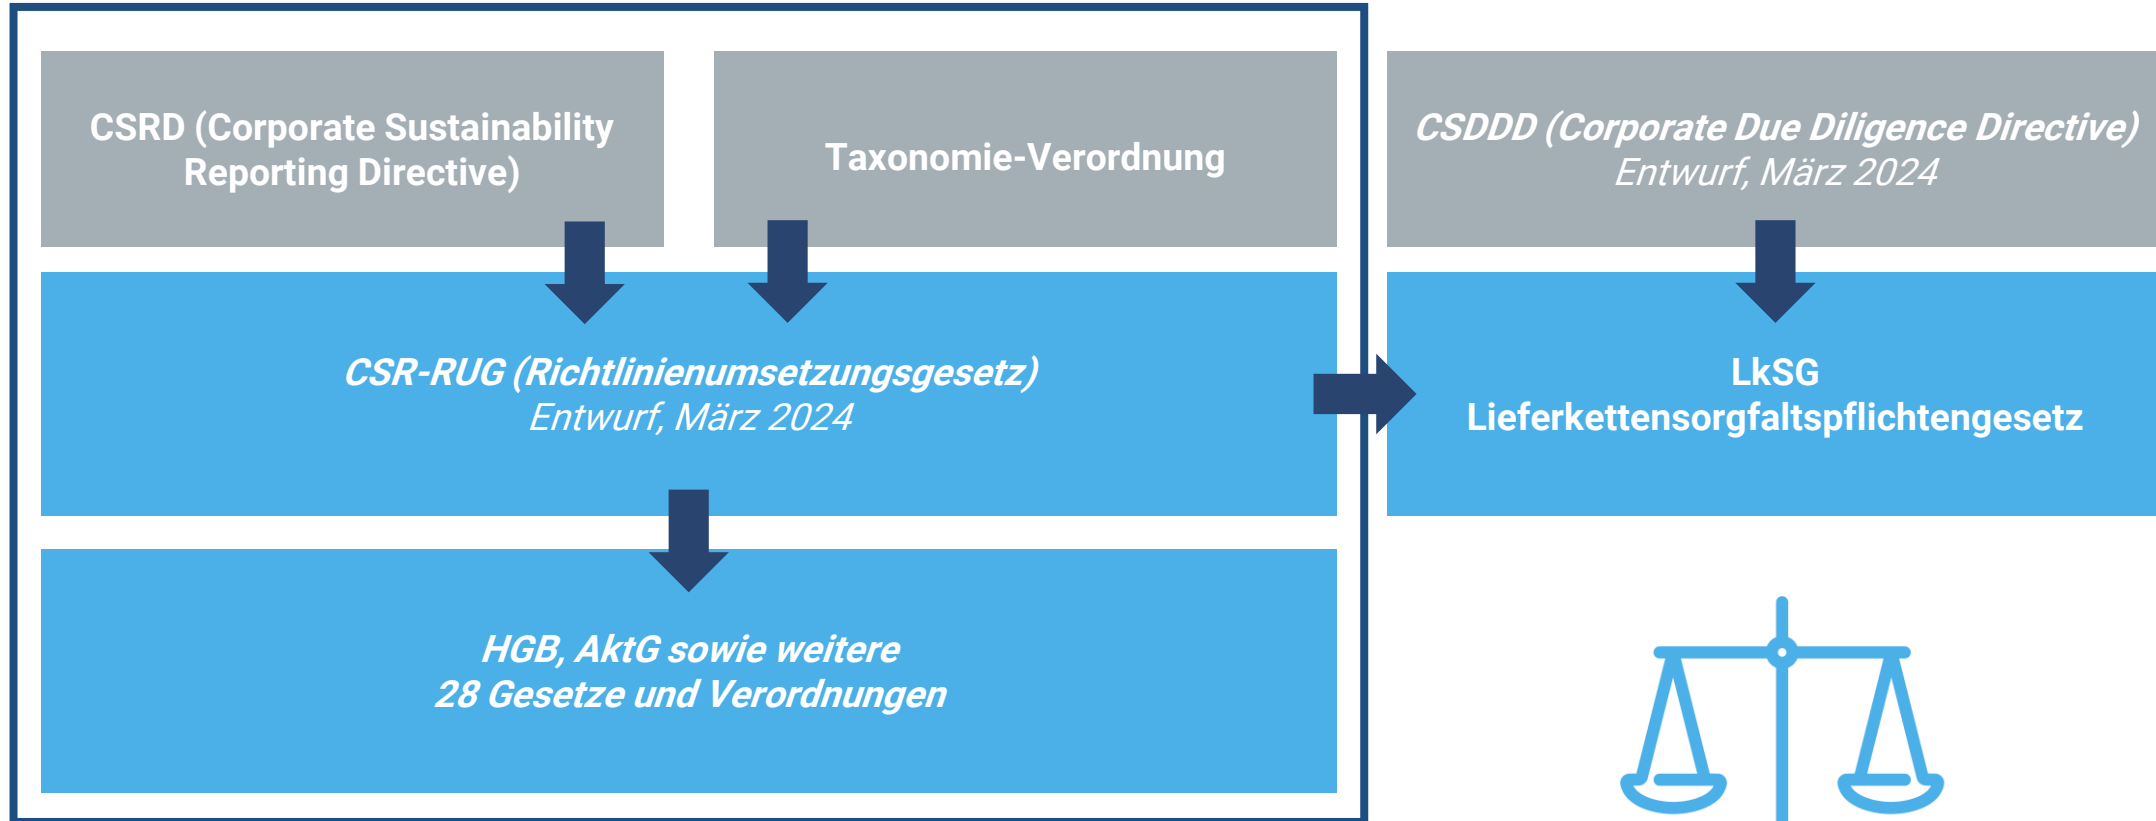 CSRD (Corporate Sustainability
Reporting Directive)
Taxonomie-Verordnung
CSDDD (Corporate Due Diligence Directive)
Entwurf, März 2024
CSR-RUG (Richtlinienumsetzungsgesetz)
Entwurf, März 2024
LkSG
Lieferkettensorgfaltspflichtengesetz
HGB, AktG sowie weitere
28 Gesetze und Verordnungen